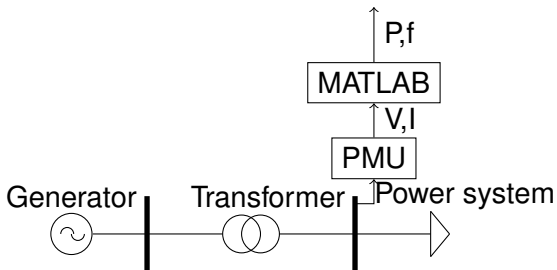 P,f
MATLAB
V,I
PMU
Generator
Transformer
Power system